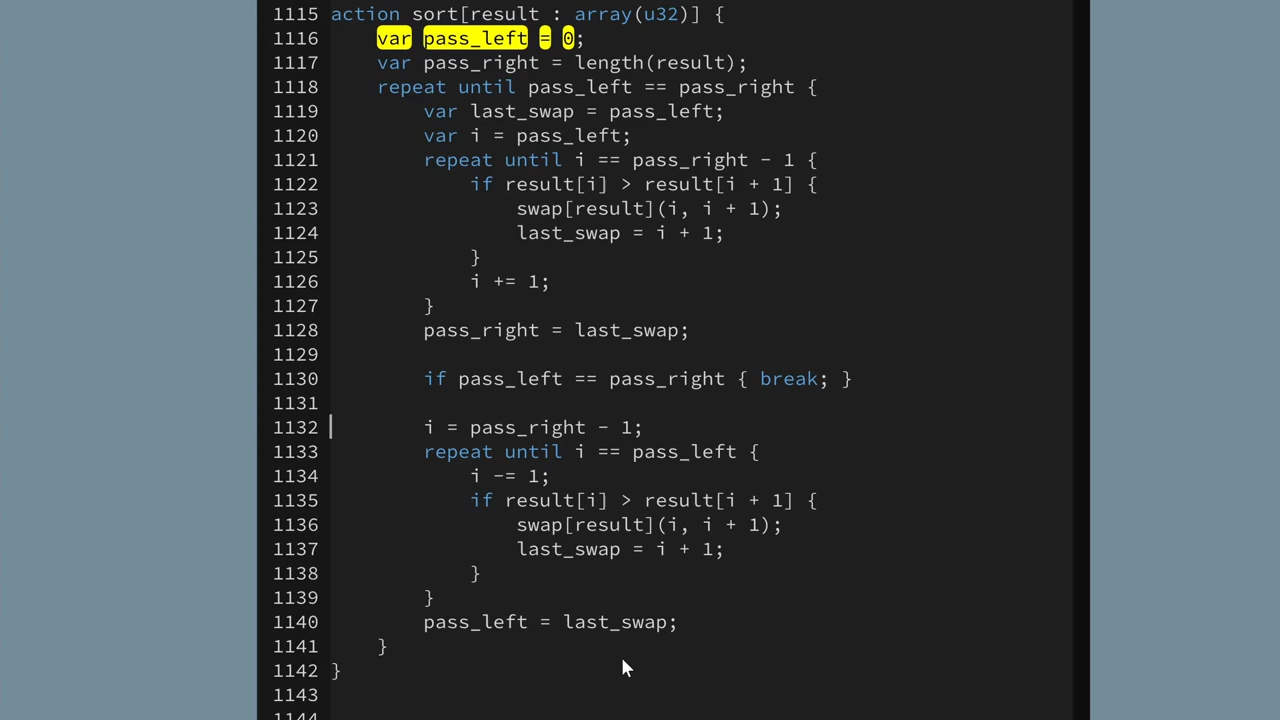 1115 action sort[result : array(u32)] {
1116     var pass_left = 0;
1117     var pass_right = length(result);
1118     repeat until pass_left == pass_right {
1119         var last_swap = pass_left;
1120         var i = pass_left;
1121         repeat until i == pass_right - 1 {
1122             if result[i] > result[i + 1] {
1123                 swap[result](i, i + 1);
1124                 last_swap = i + 1;
1125             }
1126             i += 1;
1127         }
1128         pass_right = last_swap;
1129
1130         if pass_left == pass_right { break; }
1131
1132         i = pass_right - 1;
1133         repeat until i == pass_left {
1134             i -= 1;
1135             if result[i] > result[i + 1] {
1136                 swap[result](i, i + 1);
1137                 last_swap = i + 1;
1138             }
1139         }
1140         pass_left = last_swap;
1141     }
1142 }
1143
1144